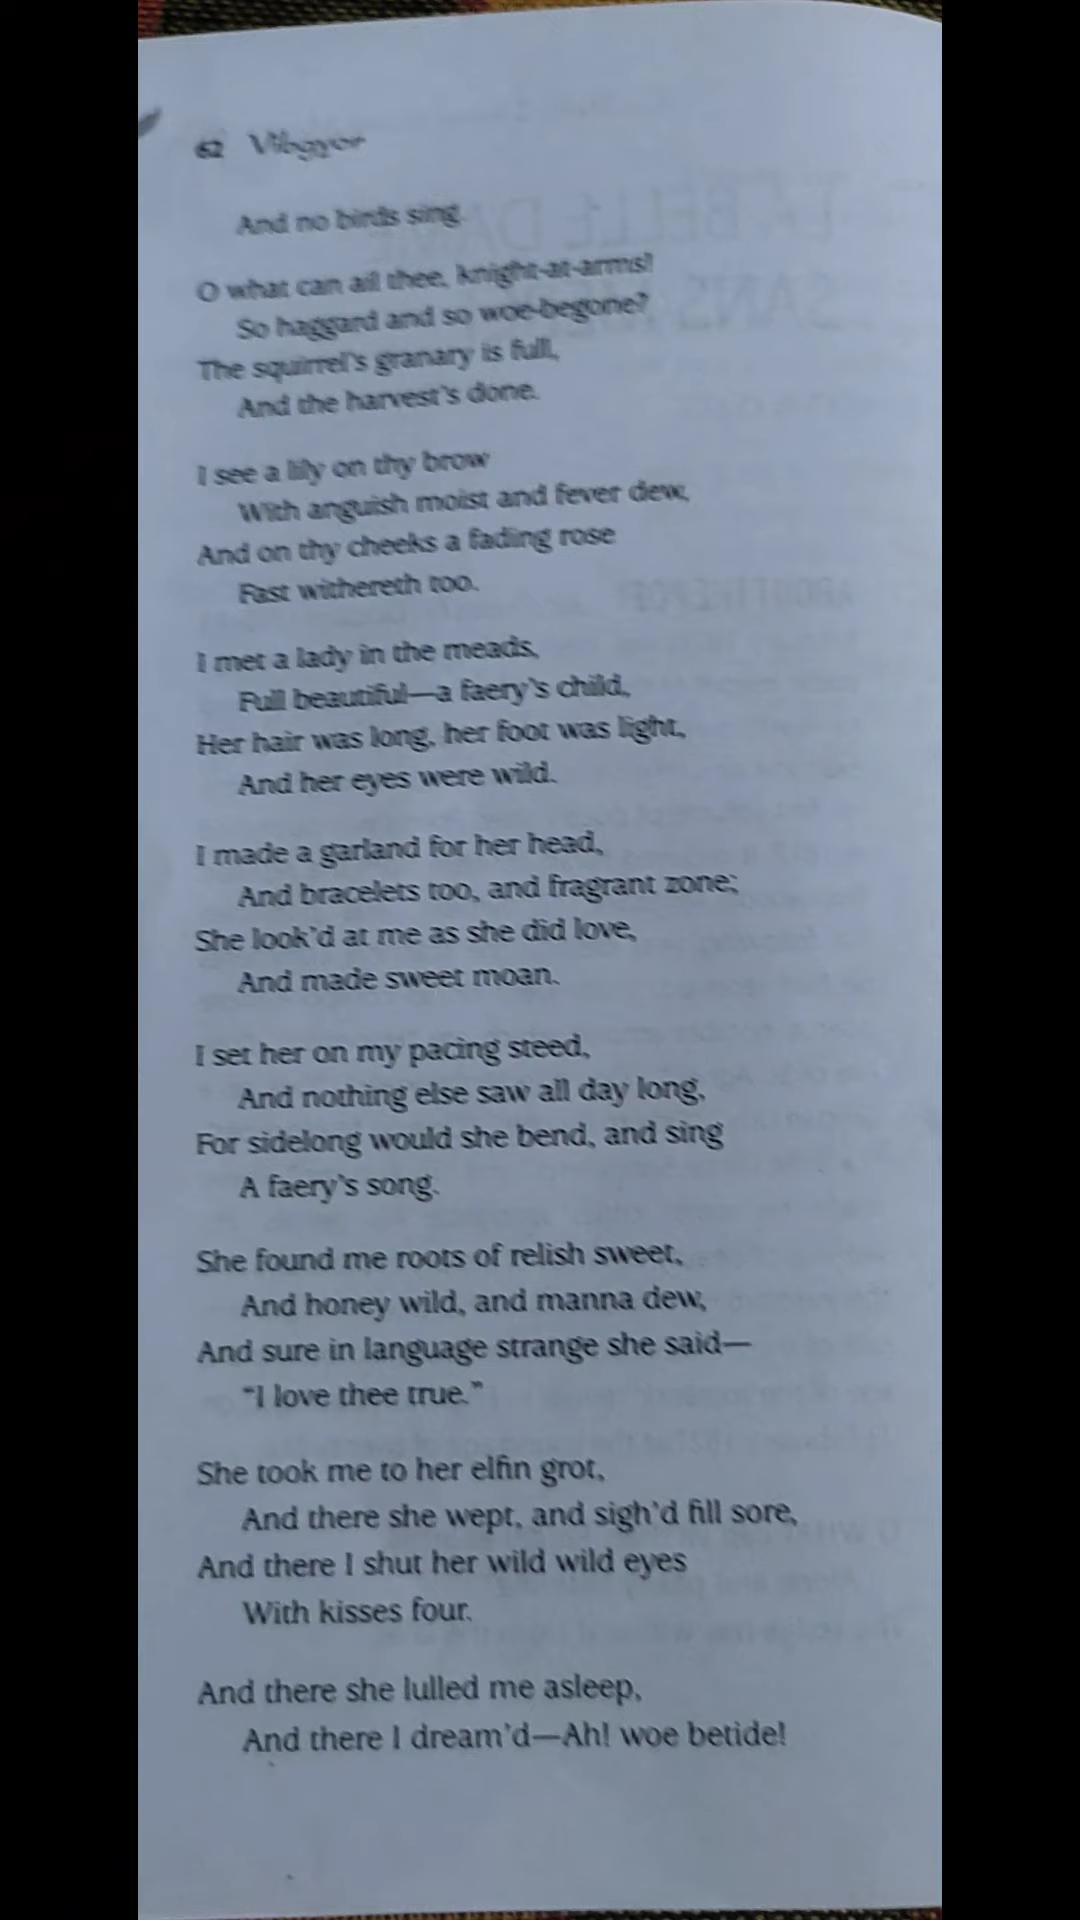 62 Vibgyor
And no birds sing.
O what can ail thee, knight-at-arms!
So haggard and so woe-begone?
The squirrel's granary is full,
And the harvest's done.
I see a lily on thy brow
With anguish moist and fever dew,
And on thy cheeks a fading rose
Fast withereth too.
I met a lady in the meads,
Full beautiful—a faery's child,
Her hair was long, her foot was light,
And her eyes were wild.
I made a garland for her head,
And bracelets too, and fragrant zone;
She look'd at me as she did love,
And made sweet moan.
I set her on my pacing steed,
And nothing else saw all day long,
For sidelong would she bend, and sing
A faery's song.
She found me roots of relish sweet,
And honey wild, and manna dew,
And sure in language strange she said—
“I love thee true.”
She took me to her elfin grot,
And there she wept, and sigh'd fill sore,
And there I shut her wild wild eyes
With kisses four.
And there she lulled me asleep,
And there I dream'd—Ah! woe betide!